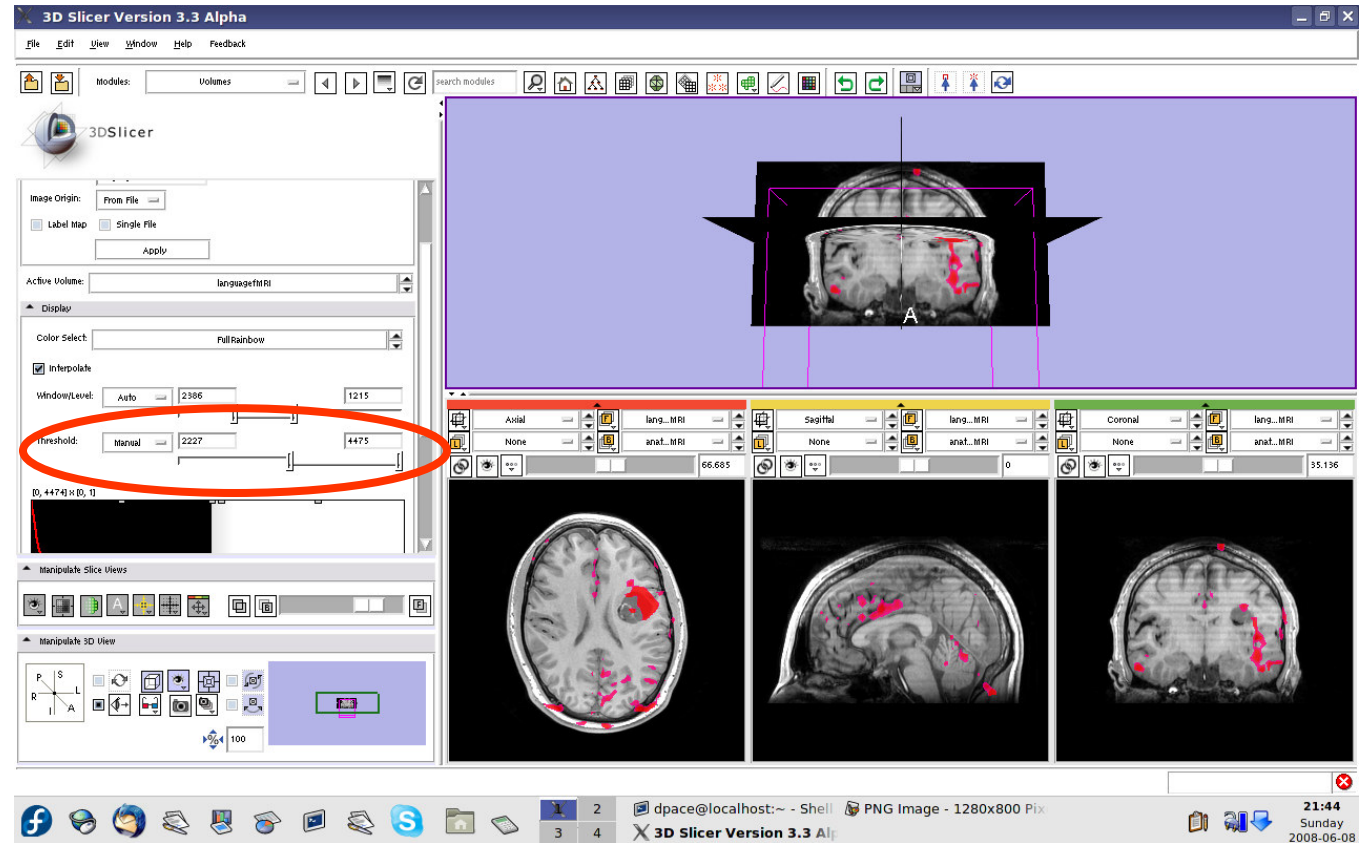 3D Slicer Version 3.3 Alpha
File Edit View Window Help Feedback
Modules: Volumes search modules
3DSlicer
Image Origin: From File
Label Map Single File
Apply
Active Volume: languagefMRI
Display
Color Select: FullRainbow
Interpolate
Window/Level: Auto 2386 1215
Threshold: Manual 2227 4475
[0, 4474] x [0, 1]
Manipulate Slice Views
A B F
Manipulate 3D View
P S
R L
I A
% 100
A
Axial F lang...MRI
L None B anat...MRI
66.685
Sagittal F lang...MRI
L None B anat...MRI
0
Coronal F lang...MRI
L None B anat...MRI
35.136
1 2
3 4
dpace@localhost:~ - Shell
PNG Image - 1280x800 Pix
3D Slicer Version 3.3 Alp
21:44
Sunday
2008-06-08